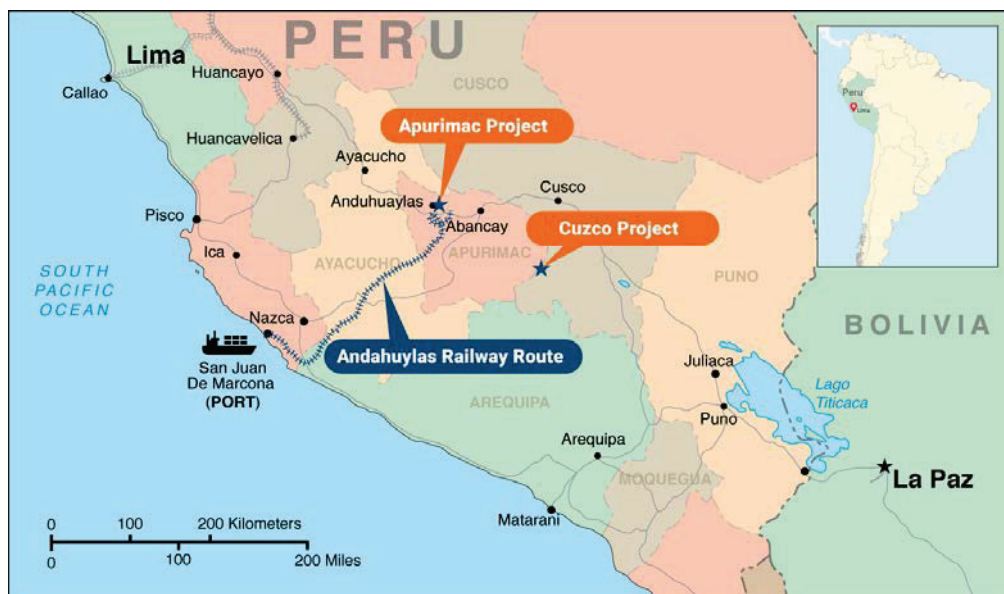 PERU
Lima
Callao
Huancayo
CUSCO
Huancavelica
Apurimac Project
Ayacucho
Cusco
Anduhuaylas
Abancay
Pisco
Cuzco Project
Ica
AYACUCHO
APURIMAC
PUNO
SOUTH
PACIFIC
OCEAN
Nazca
BOLIVIA
Andahuylas Railway Route
San Juan
De Marcona
(PORT)
Juliaca
Lago
Titicaca
AREQUIPA
Puno
Arequipa
MOQUEGUA
La Paz
Matarani
0 100 200 Kilometers
0 100 200 Miles
Peru
Lima